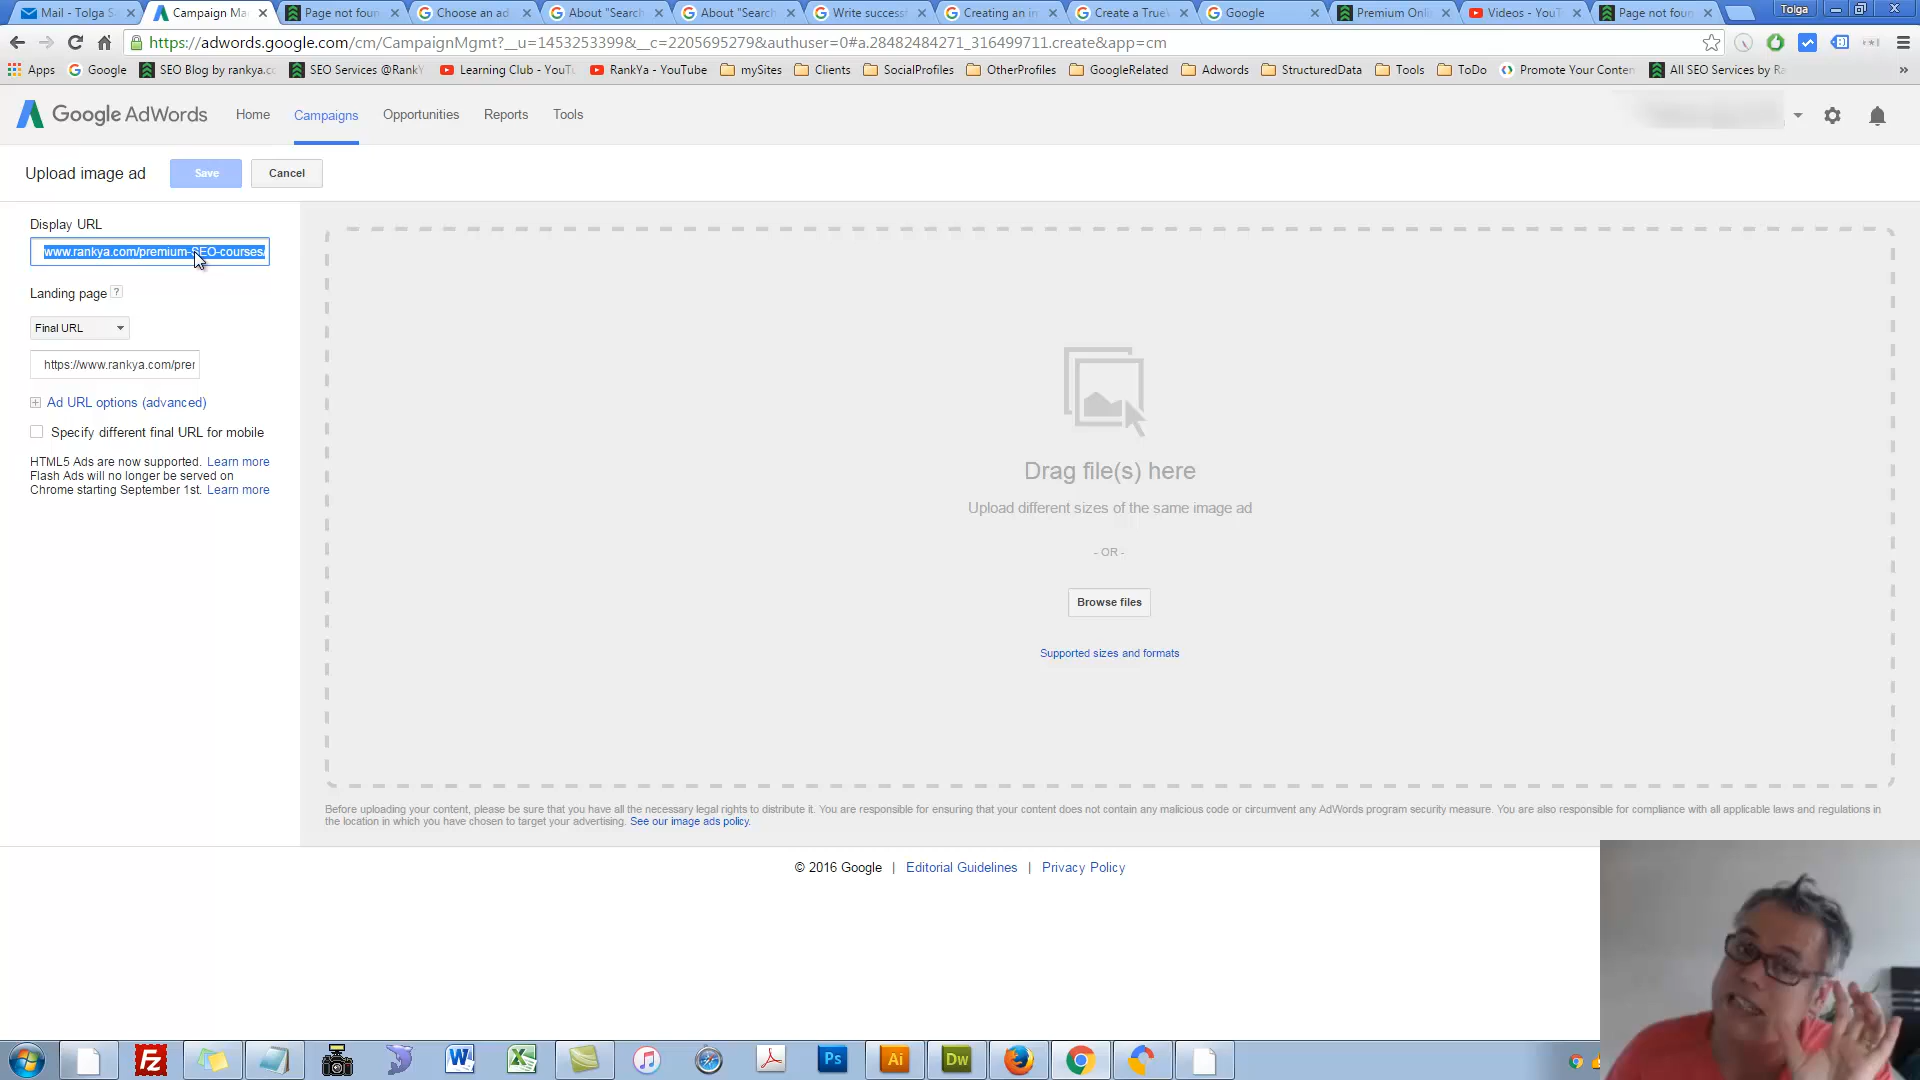 Mail - Tolga S
Campaign Ma
Page not foun
Choose an ad
About "Search
About "Search
Write successf
Creating an im
Create a TrueV
Google
Premium Onli
Videos - YouT
Page not foun
Tolga
https://adwords.google.com/cm/CampaignMgmt?__u=1453253399&__c=2205695279&authuser=0#a.28482484271_316499711.create&app=cm
Apps
Google
SEO Blog by rankya.co
SEO Services @RankY
Learning Club - YouTu
RankYa - YouTube
mySites
Clients
SocialProfiles
OtherProfiles
GoogleRelated
Adwords
StructuredData
Tools
ToDo
Promote Your Conten
All SEO Services by Ra
»
Google AdWords
Home
Campaigns
Opportunities
Reports
Tools
Upload image ad
Save
Cancel
Display URL
www.rankya.com/premium-SEO-courses/
Landing page ?
Final URL
https://www.rankya.com/prer
Ad URL options (advanced)
Specify different final URL for mobile
HTML5 Ads are now supported. Learn more
Flash Ads will no longer be served on
Chrome starting September 1st. Learn more
Drag file(s) here
Upload different sizes of the same image ad
- OR -
Browse files
Supported sizes and formats
Before uploading your content, please be sure that you have all the necessary legal rights to distribute it. You are responsible for ensuring that your content does not contain any malicious code or circumvent any AdWords program security measure. You are also responsible for compliance with all applicable laws and regulations in
the location in which you have chosen to target your advertising. See our image ads policy.
© 2016 Google | Editorial Guidelines | Privacy Policy
Fz
W
X
Ps
Ai
Dw